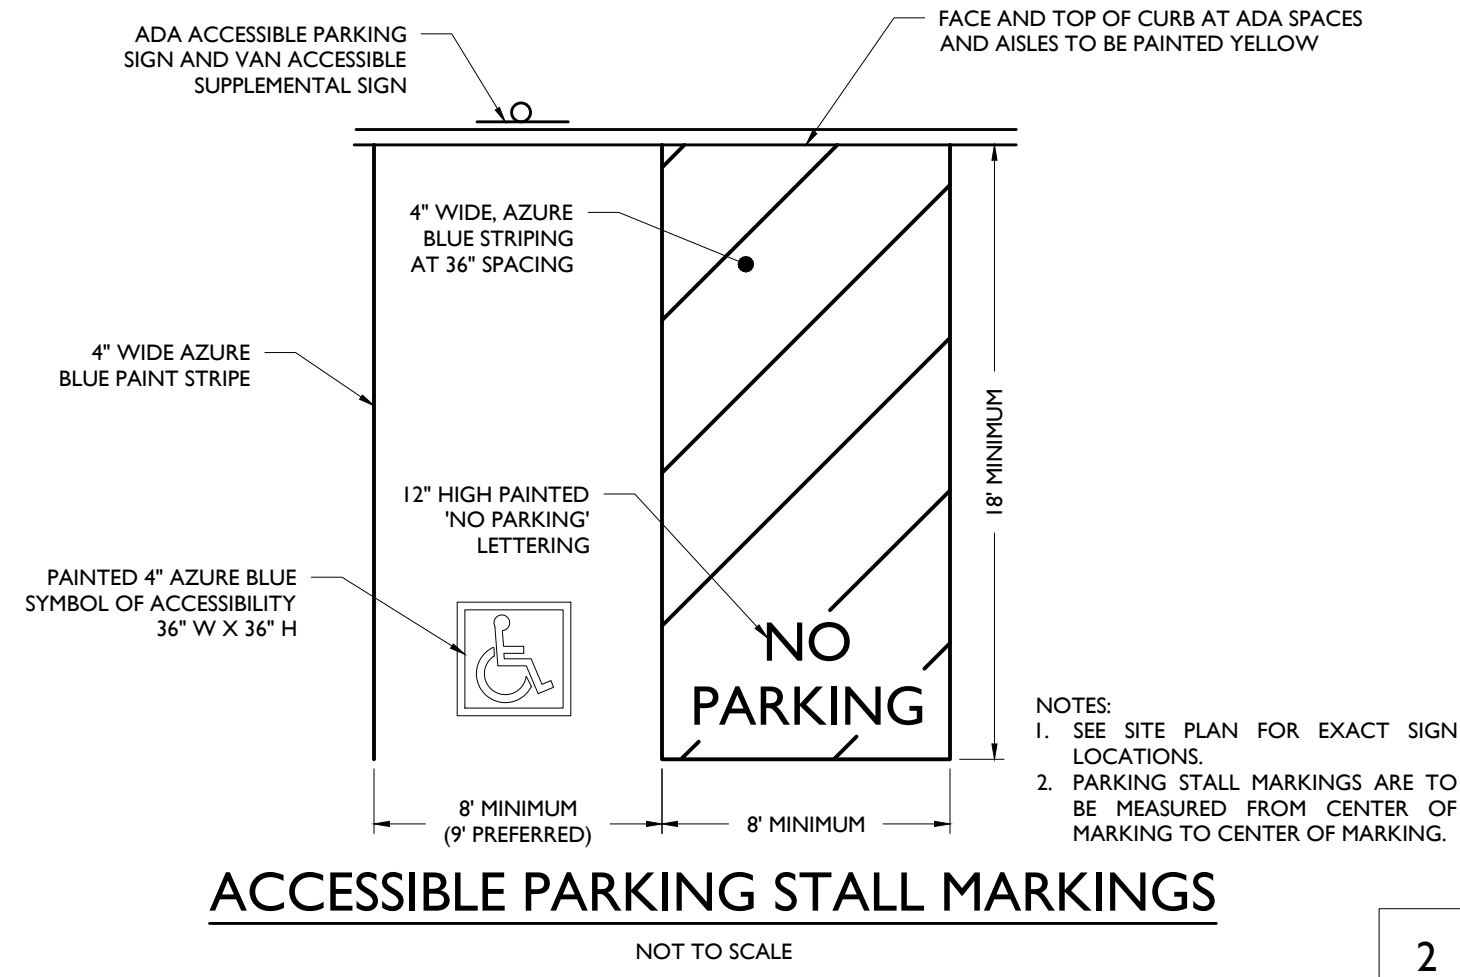 ADA ACCESSIBLE PARKING
SIGN AND VAN ACCESSIBLE
SUPPLEMENTAL SIGN
FACE AND TOP OF CURB AT ADA SPACES
AND AISLES TO BE PAINTED YELLOW
4" WIDE, AZURE
BLUE STRIPING
AT 36" SPACING
4" WIDE AZURE
BLUE PAINT STRIPE
18' MINIMUM
12" HIGH PAINTED
'NO PARKING'
LETTERING
PAINTED 4" AZURE BLUE
SYMBOL OF ACCESSIBILITY
36" W X 36" H
NO
PARKING
NOTES:
1. SEE SITE PLAN FOR EXACT SIGN
LOCATIONS.
2. PARKING STALL MARKINGS ARE TO
BE MEASURED FROM CENTER OF
MARKING TO CENTER OF MARKING.
8' MINIMUM
(9' PREFERRED)
8' MINIMUM
ACCESSIBLE PARKING STALL MARKINGS
NOT TO SCALE
2